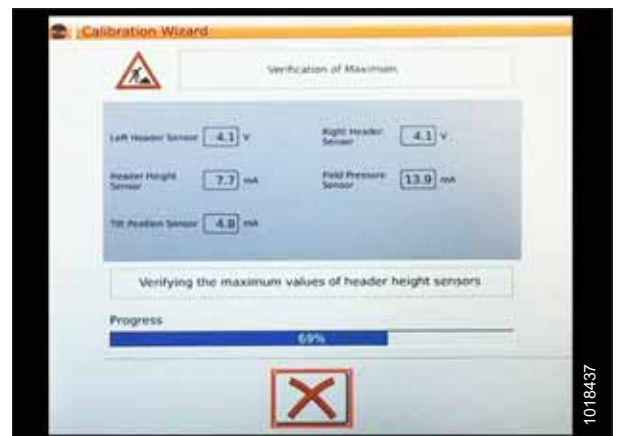 Calibration Wizard
Verification of Maximum
Left Header Sensor 4.1 V
Right Header Sensor 4.1 V
Header Height Sensor 7.7 mA
Field Pressure Sensor 13.9 mA
Tilt Position Sensor 4.8 mA
Verifying the maximum values of header height sensors
Progress
69%
1018437